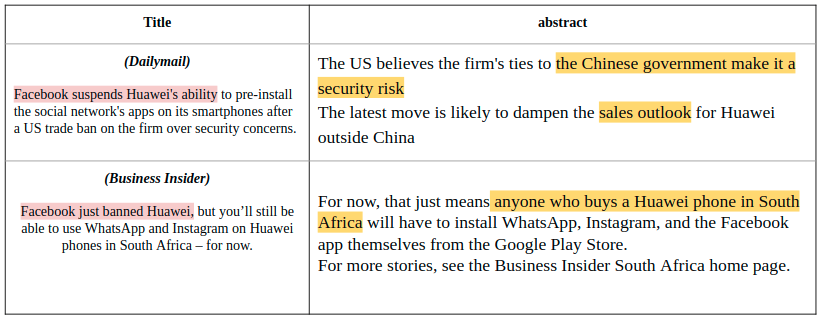 Title
abstract
(Dailymail)
Facebook suspends Huawei's ability to pre-install
the social network's apps on its smartphones after
a US trade ban on the firm over security concerns.
The US believes the firm's ties to the Chinese government make it a
security risk
The latest move is likely to dampen the sales outlook for Huawei
outside China
(Business Insider)
Facebook just banned Huawei, but you’ll still be
able to use WhatsApp and Instagram on Huawei
phones in South Africa – for now.
For now, that just means anyone who buys a Huawei phone in South
Africa will have to install WhatsApp, Instagram, and the Facebook
app themselves from the Google Play Store.
For more stories, see the Business Insider South Africa home page.